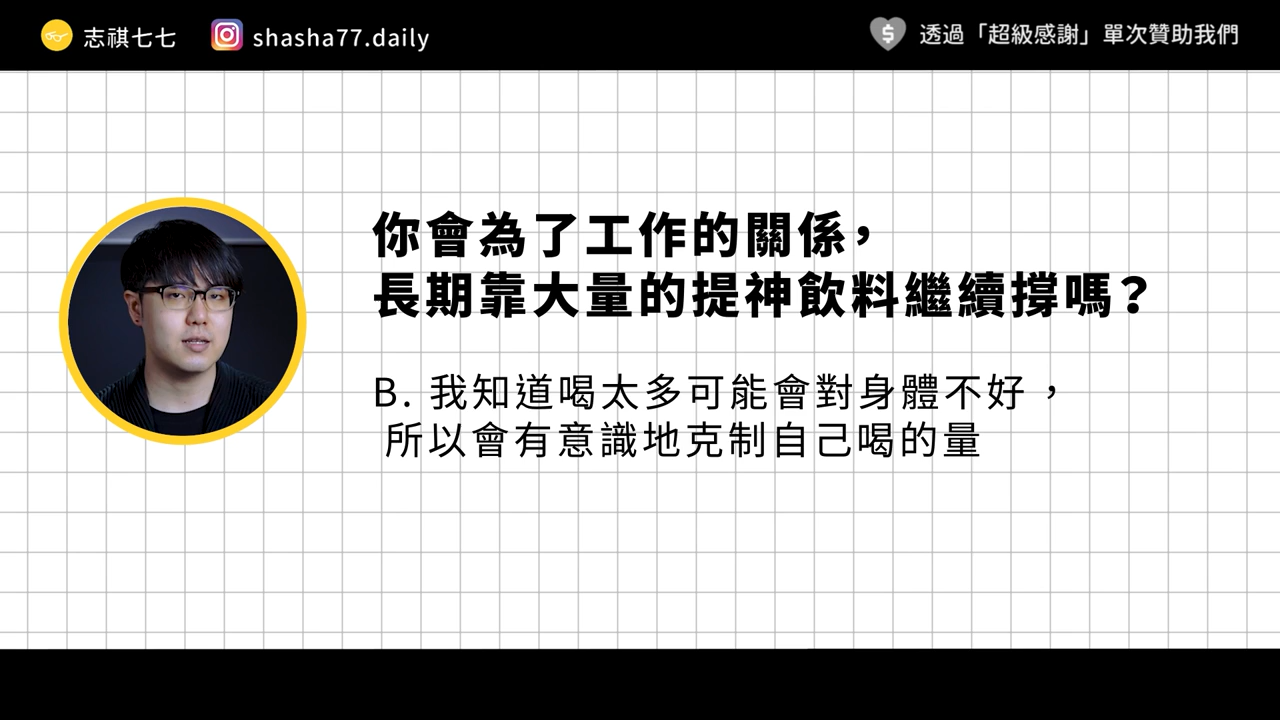 志祺七七 shasha77.daily 透過「超級感謝」單次贊助我們
你會為了工作的關係，
長期靠大量的提神飲料繼續撐嗎？
B. 我知道喝太多可能會對身體不好，
所以會有意識地克制自己喝的量